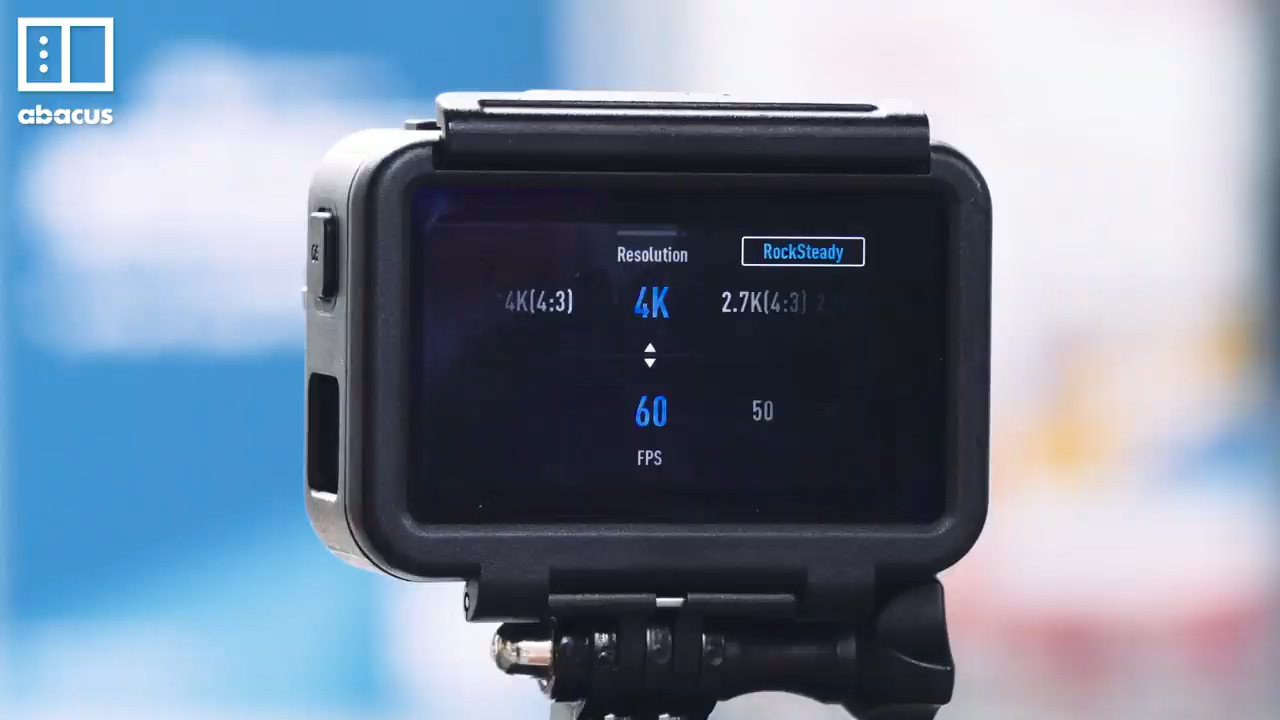 abacus
Resolution
RockSteady
4K(4:3)
4K
2.7K(4:3)
60
50
FPS